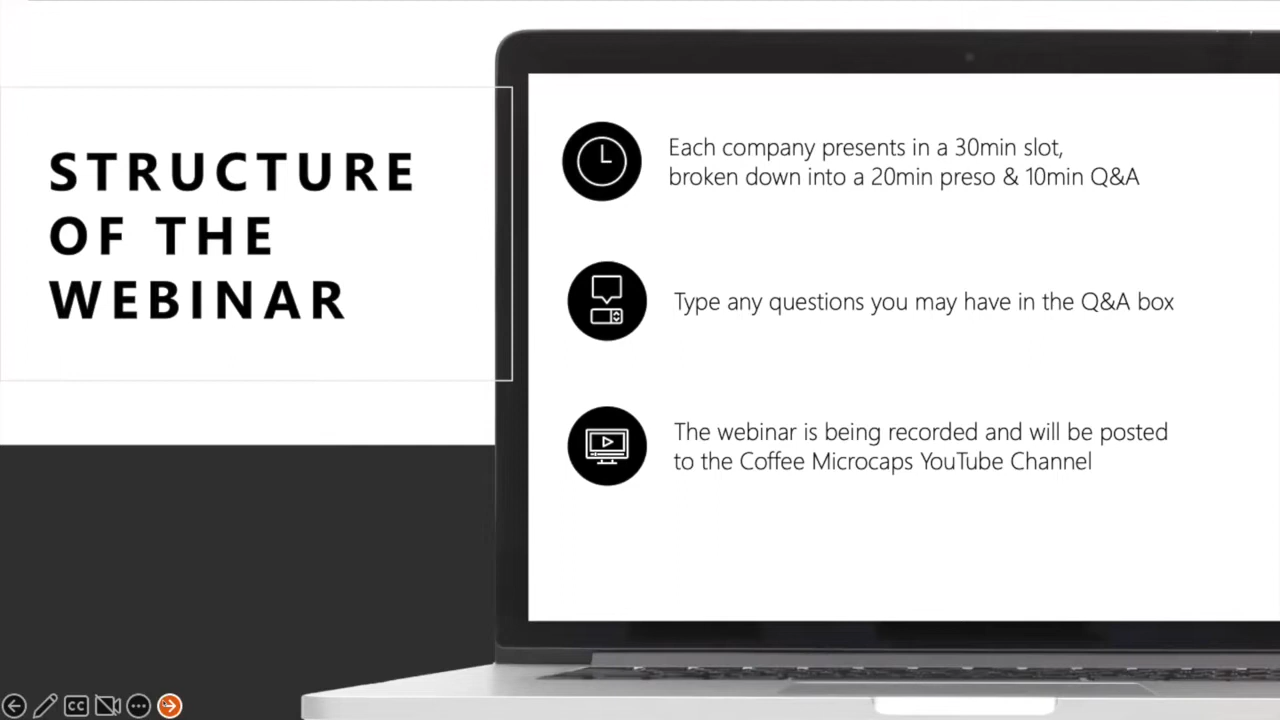 STRUCTURE
OF THE
WEBINAR
Each company presents in a 30min slot,
broken down into a 20min preso & 10min Q&A
Type any questions you may have in the Q&A box
The webinar is being recorded and will be posted
to the Coffee Microcaps YouTube Channel
CC